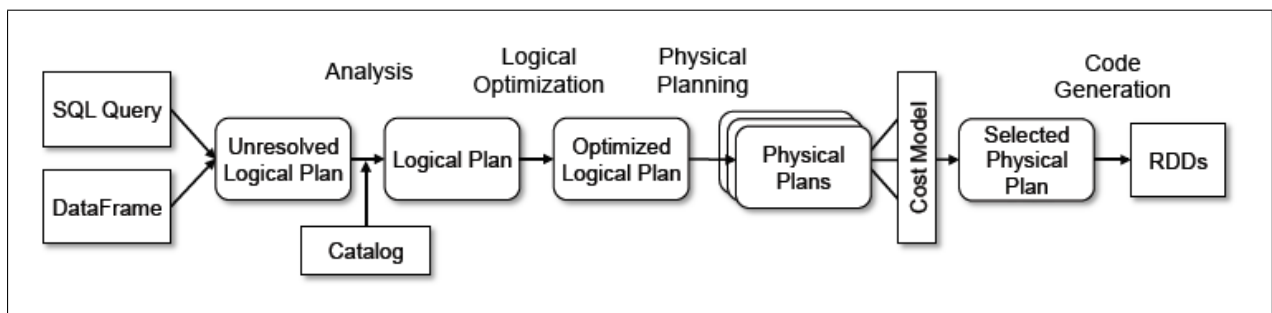 SQL Query
DataFrame
Unresolved
Logical Plan
Analysis
Catalog
Logical Plan
Logical
Optimization
Optimized
Logical Plan
Physical
Planning
Physical
Plans
Cost Model
Selected
Physical
Plan
Code
Generation
RDDs